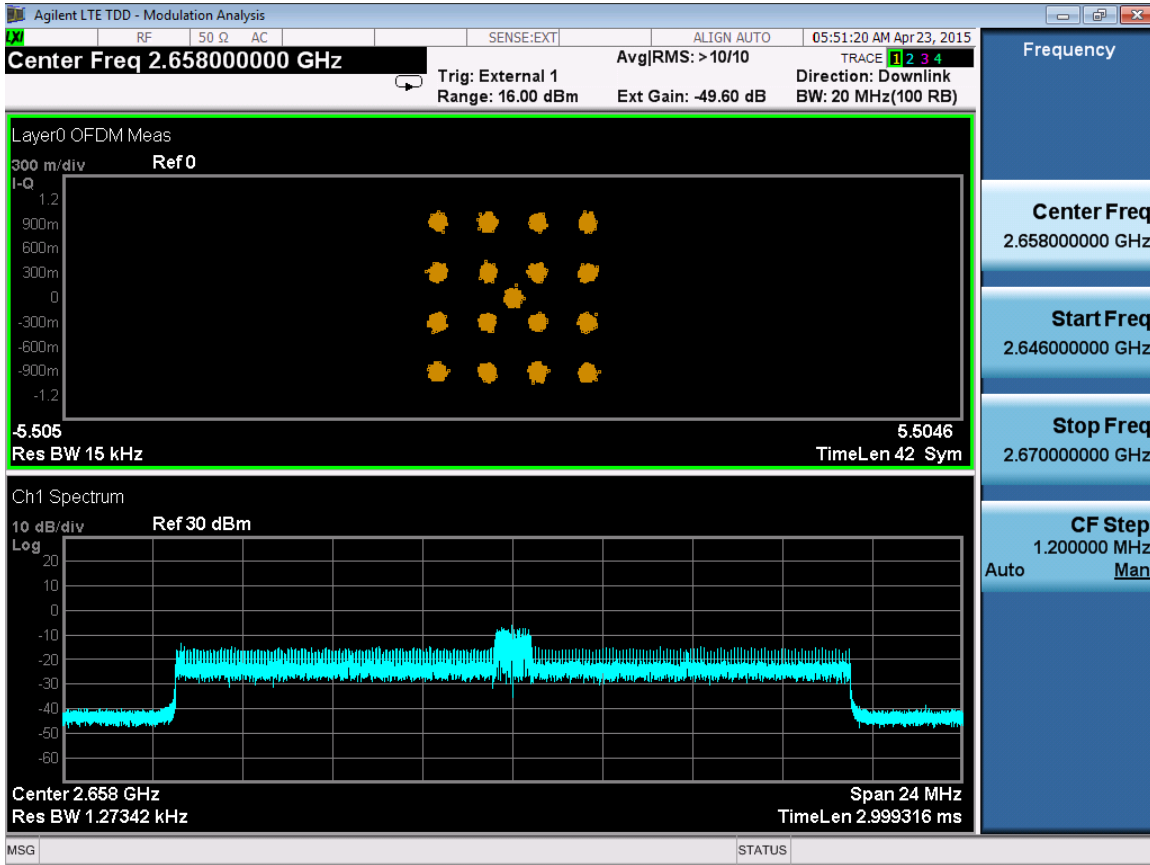 Agilent LTE TDD - Modulation Analysis
LXI RF 50 Ω AC SENSE:EXT ALIGN AUTO 05:51:20 AM Apr 23, 2015
Center Freq 2.658000000 GHz
Avg|RMS: >10/10 TRACE 1 2 3 4
Trig: External 1 Direction: Downlink
Range: 16.00 dBm Ext Gain: -49.60 dB BW: 20 MHz(100 RB)
Layer0 OFDM Meas
300 m/div Ref 0
I-Q
1.2
900m
600m
300m
0
-300m
-600m
-900m
-1.2
-5.505 5.5046
Res BW 15 kHz TimeLen 42 Sym
Ch1 Spectrum
10 dB/div Ref 30 dBm
Log
20
10
0
-10
-20
-30
-40
-50
-60
Center 2.658 GHz Span 24 MHz
Res BW 1.27342 kHz TimeLen 2.999316 ms
MSG STATUS
Frequency
Center Freq
2.658000000 GHz
Start Freq
2.646000000 GHz
Stop Freq
2.670000000 GHz
CF Step
1.200000 MHz
Auto Man